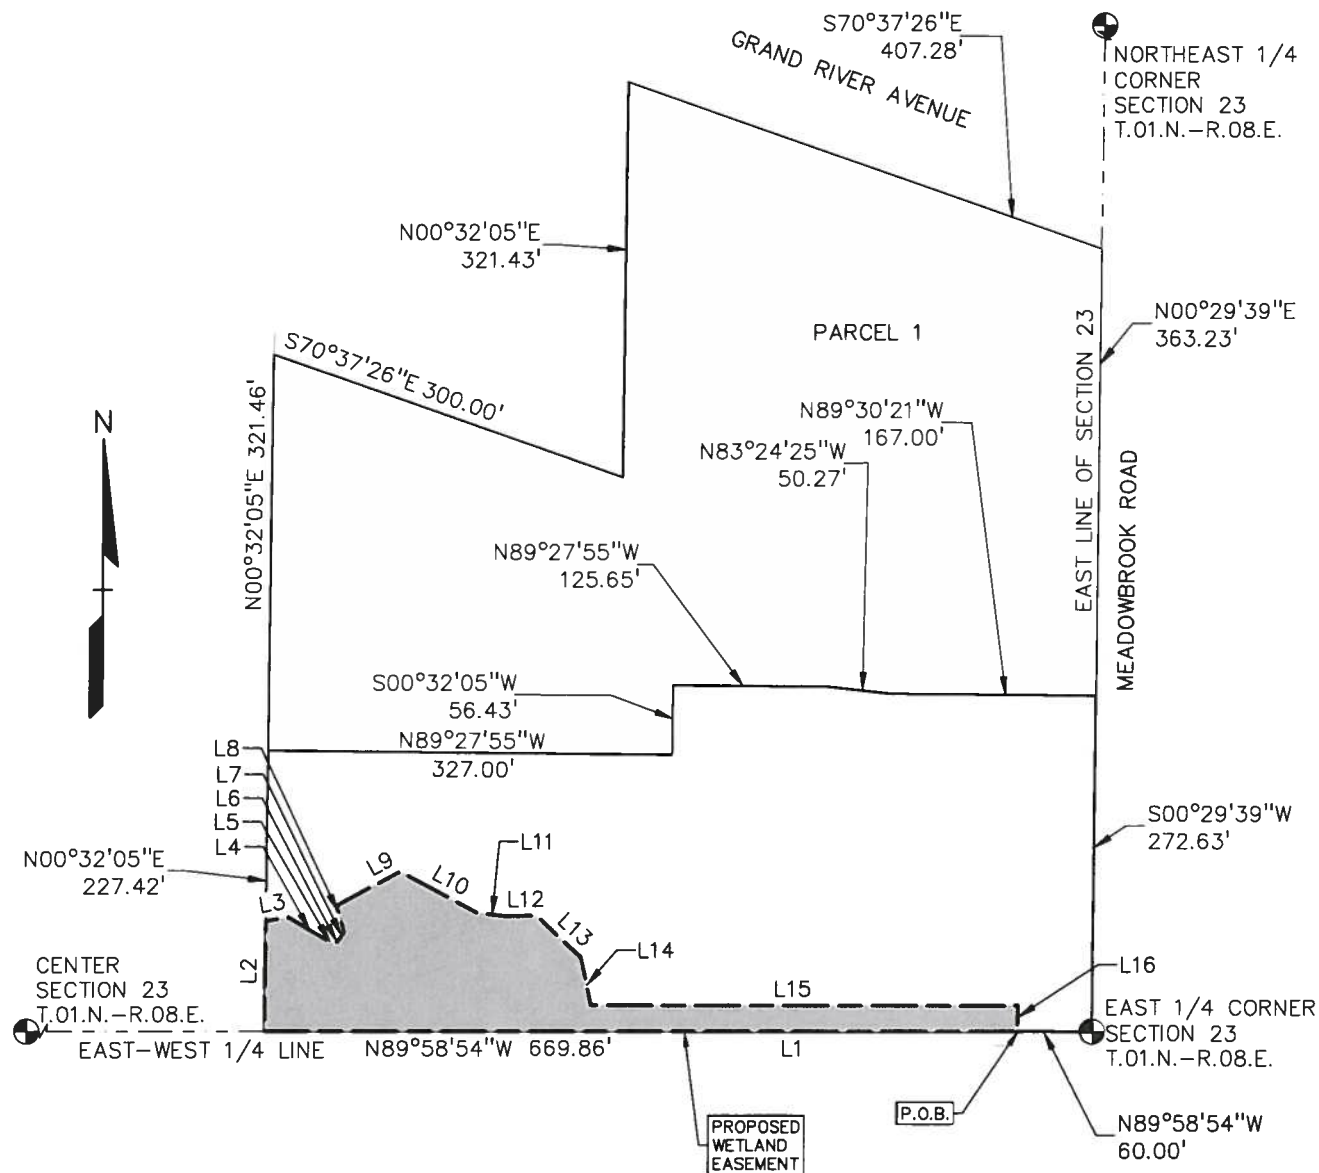 S70°37'26"E
407.28'
GRAND RIVER AVENUE
NORTHEAST 1/4
CORNER
SECTION 23
T.01.N.-R.08.E.
N00°32'05"E
321.43'
PARCEL 1
N00°29'39"E
363.23'
S70°37'26"E 300.00'
N00°32'05"E 321.46'
EAST LINE OF SECTION 23
MEADOWBROOK ROAD
N
N89°30'21"W
167.00'
N83°24'25"W
50.27'
N89°27'55"W
125.65'
S00°32'05"W
56.43'
N89°27'55"W
327.00'
L8
L7
L6
L5
L4
N00°32'05"E
227.42'
S00°29'39"W
272.63'
L3
L9
L10
L11
L12
L13
L14
L2
L15
L16
CENTER
SECTION 23
T.01.N.-R.08.E.
EAST 1/4 CORNER
SECTION 23
T.01.N.-R.08.E.
EAST-WEST 1/4 LINE
N89°58'54"W 669.86'
L1
P.O.B.
N89°58'54"W
60.00'
PROPOSED
WETLAND
EASEMENT